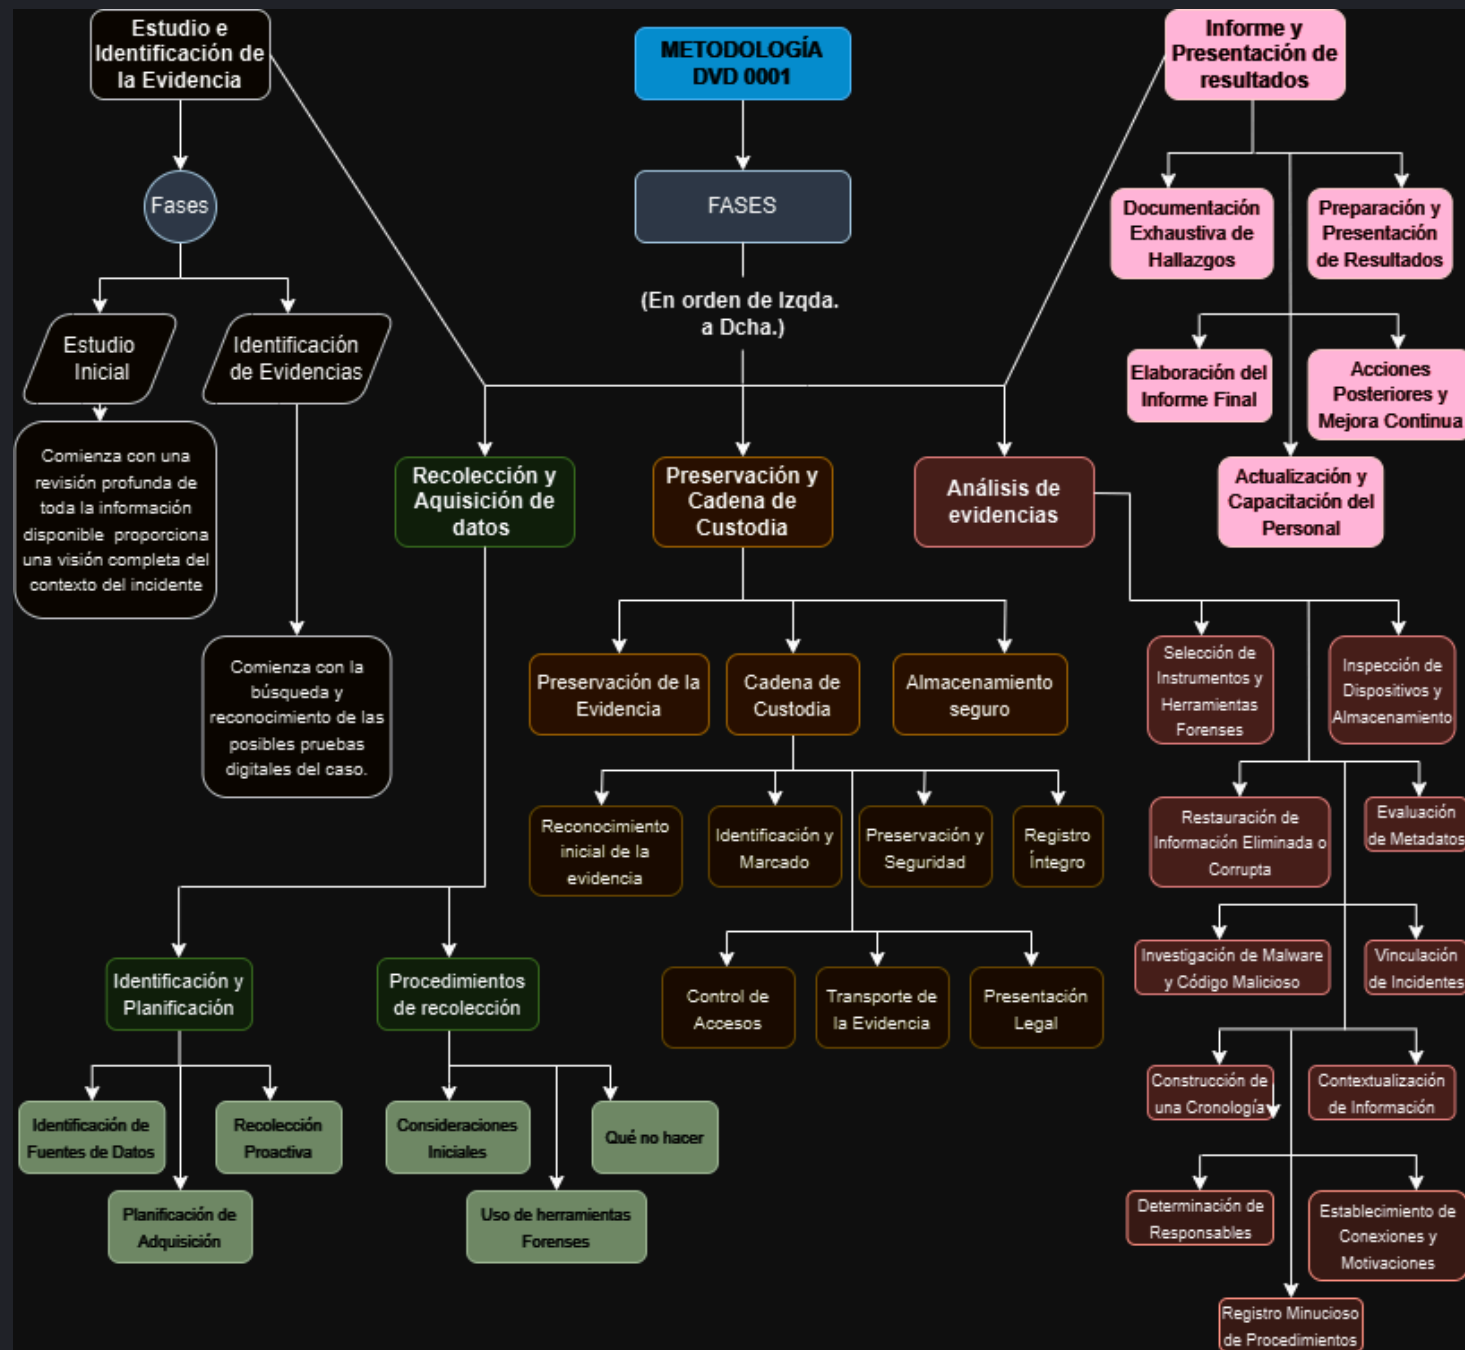 Estudio e
Identificación de
la Evidencia
METODOLOGÍA
DVD 0001
Informe y
Presentación de
resultados
Fases
FASES
(En orden de Izqda.
a Dcha.)
Documentación
Exhaustiva de
Hallazgos
Preparación y
Presentación
de Resultados
Estudio
Inicial
Identificación
de Evidencias
Elaboración del
Informe Final
Acciones
Posteriores y
Mejora Continua
Comienza con una
revisión profunda de
toda la información
disponible proporciona
una visión completa del
contexto del incidente
Recolección y
Aquisición de
datos
Preservación y
Cadena de
Custodia
Análisis de
evidencias
Actualización y
Capacitación del
Personal
Comienza con la
búsqueda y
reconocimiento de las
posibles pruebas
digitales del caso.
Preservación de la
Evidencia
Cadena de
Custodia
Almacenamiento
seguro
Selección de
Instrumentos y
Herramientas
Forenses
Inspección de
Dispositivos y
Almacenamiento
Reconocimiento
inicial de la
evidencia
Identificación y
Marcado
Preservación y
Seguridad
Registro
Íntegro
Restauración de
Información Eliminada o
Corrupta
Evaluación
de Metadatos
Identificación y
Planificación
Procedimientos
de recolección
Control de
Accesos
Transporte de
la Evidencia
Presentación
Legal
Investigación de Malware
y Código Malicioso
Vinculación
de Incidentes
Identificación de
Fuentes de Datos
Recolección
Proactiva
Consideraciones
Iniciales
Qué no hacer
Construcción de
una Cronología
Contextualización
de Información
Planificación de
Adquisición
Uso de herramientas
Forenses
Determinación de
Responsables
Establecimiento de
Conexiones y
Motivaciones
Registro Minucioso
de Procedimientos